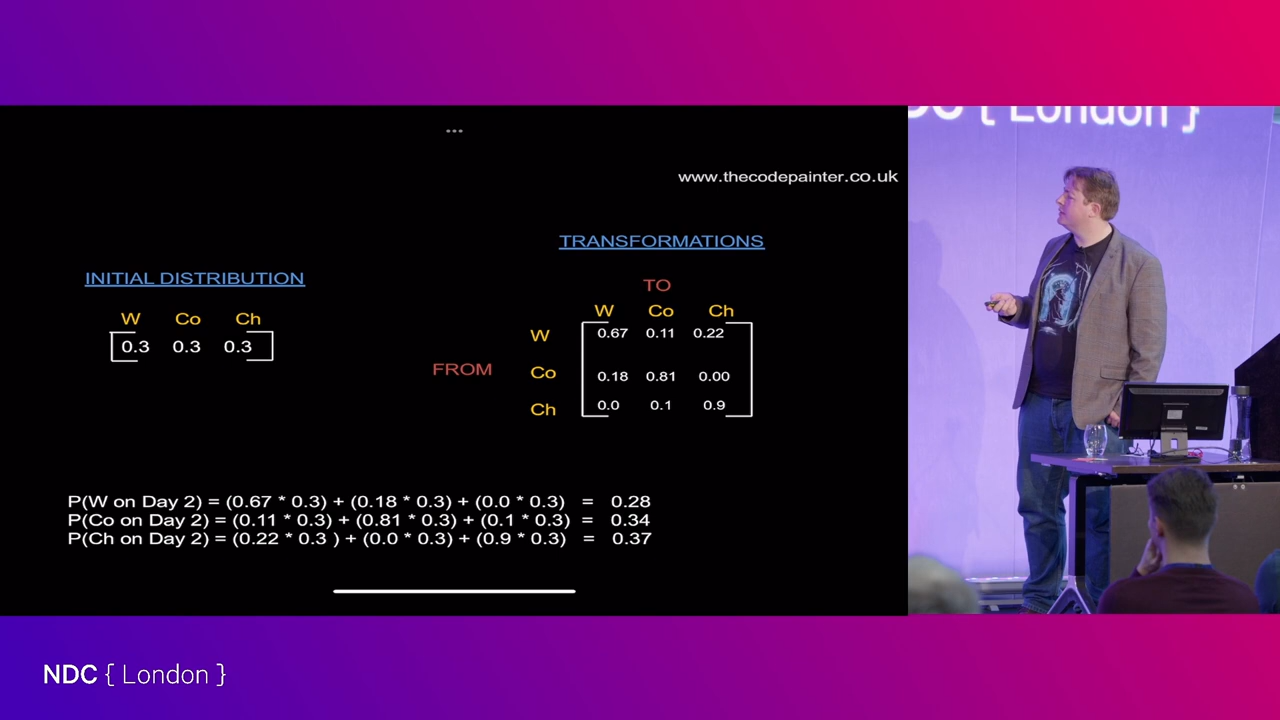 DC { London }
...
www.thecodepainter.co.uk
INITIAL DISTRIBUTION
W Co Ch
0.3 0.3 0.3
TRANSFORMATIONS
TO
W Co Ch
FROM
W 0.67 0.11 0.22
Co 0.18 0.81 0.00
Ch 0.0 0.1 0.9
P(W on Day 2) = (0.67 * 0.3) + (0.18 * 0.3) + (0.0 * 0.3) = 0.28
P(Co on Day 2) = (0.11 * 0.3) + (0.81 * 0.3) + (0.1 * 0.3) = 0.34
P(Ch on Day 2) = (0.22 * 0.3 ) + (0.0 * 0.3) + (0.9 * 0.3) = 0.37
NDC { London }